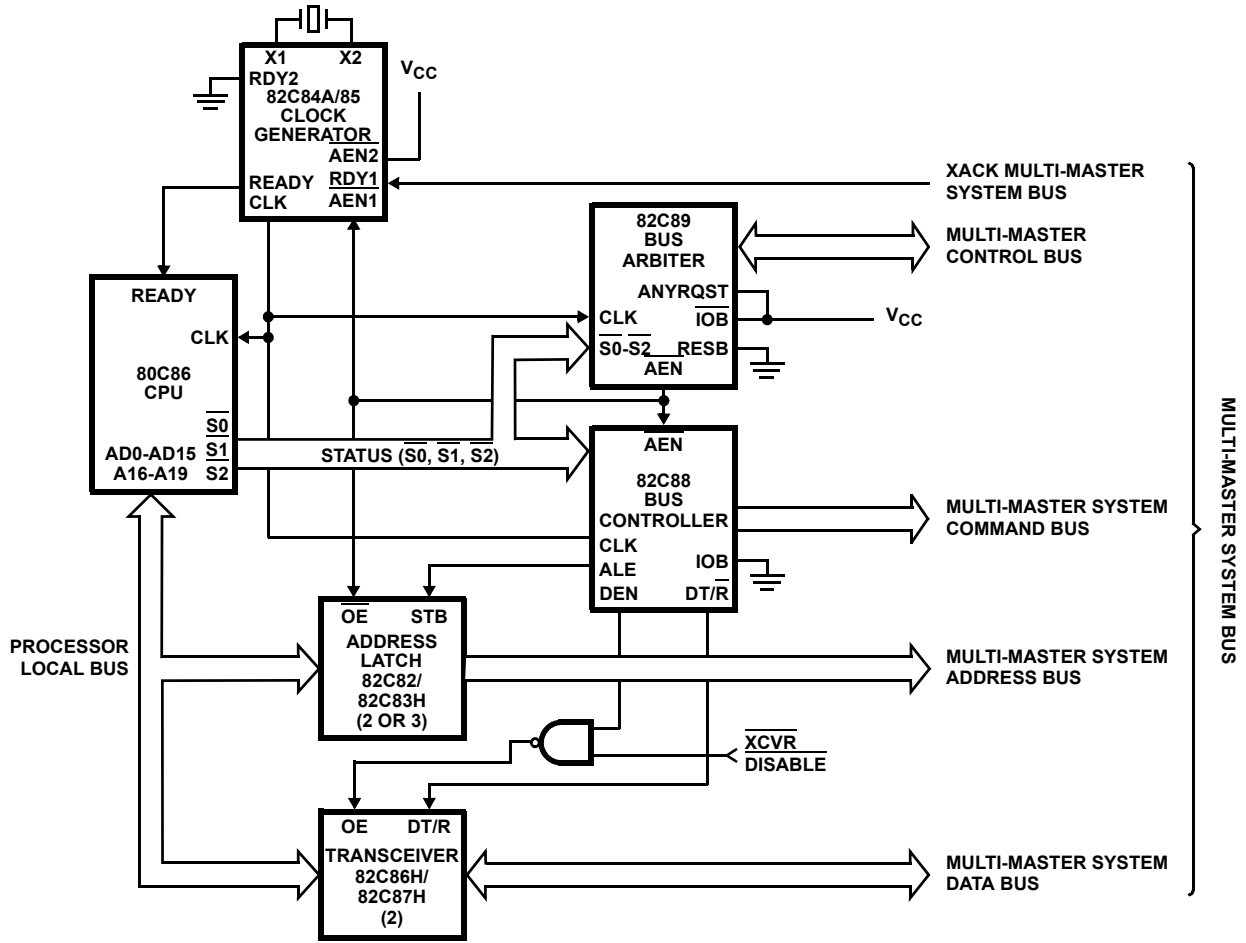 X1 X2
RDY2
82C84A/85
CLOCK
GENERATOR
AEN2
READY RDY1
CLK AEN1
VCC
XACK MULTI-MASTER
SYSTEM BUS
82C89
BUS
ARBITER
ANYRQST
CLK IOB
S0-S2 RESB
AEN
MULTI-MASTER
CONTROL BUS
VCC
READY
CLK
80C86
CPU
S0
AD0-AD15 S1
A16-A19 S2
STATUS (S0, S1, S2)
AEN
82C88
BUS
CONTROLLER
CLK
ALE IOB
DEN DT/R
MULTI-MASTER SYSTEM
COMMAND BUS
MULTI-MASTER SYSTEM BUS
PROCESSOR
LOCAL BUS
OE STB
ADDRESS
LATCH
82C82/
82C83H
(2 OR 3)
MULTI-MASTER SYSTEM
ADDRESS BUS
XCVR
DISABLE
OE DT/R
TRANSCEIVER
82C86H/
82C87H
(2)
MULTI-MASTER SYSTEM
DATA BUS